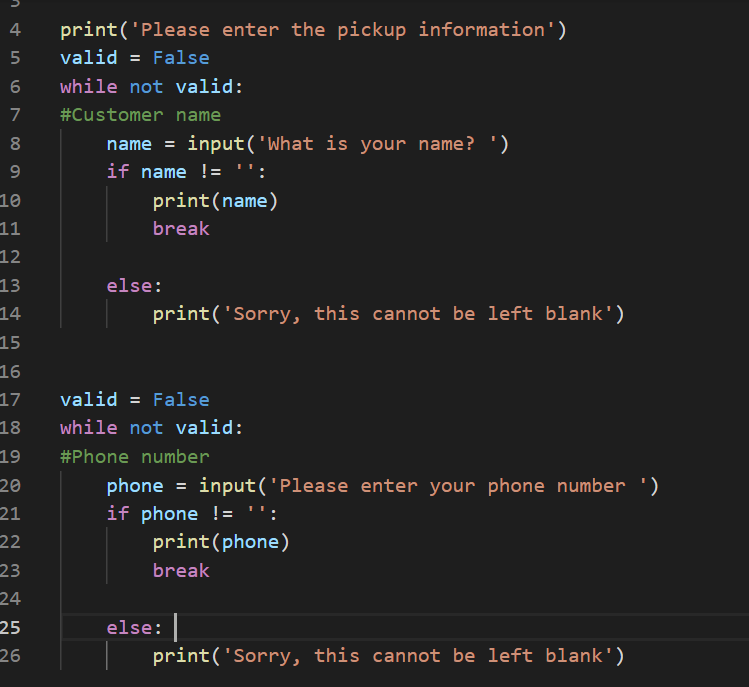 3
4 print('Please enter the pickup information')
5 valid = False
6 while not valid:
7 #Customer name
8     name = input('What is your name? ')
9     if name != '':
10         print(name)
11         break
12
13     else:
14         print('Sorry, this cannot be left blank')
15
16
17 valid = False
18 while not valid:
19 #Phone number
20     phone = input('Please enter your phone number ')
21     if phone != '':
22         print(phone)
23         break
24
25     else:
26         print('Sorry, this cannot be left blank')